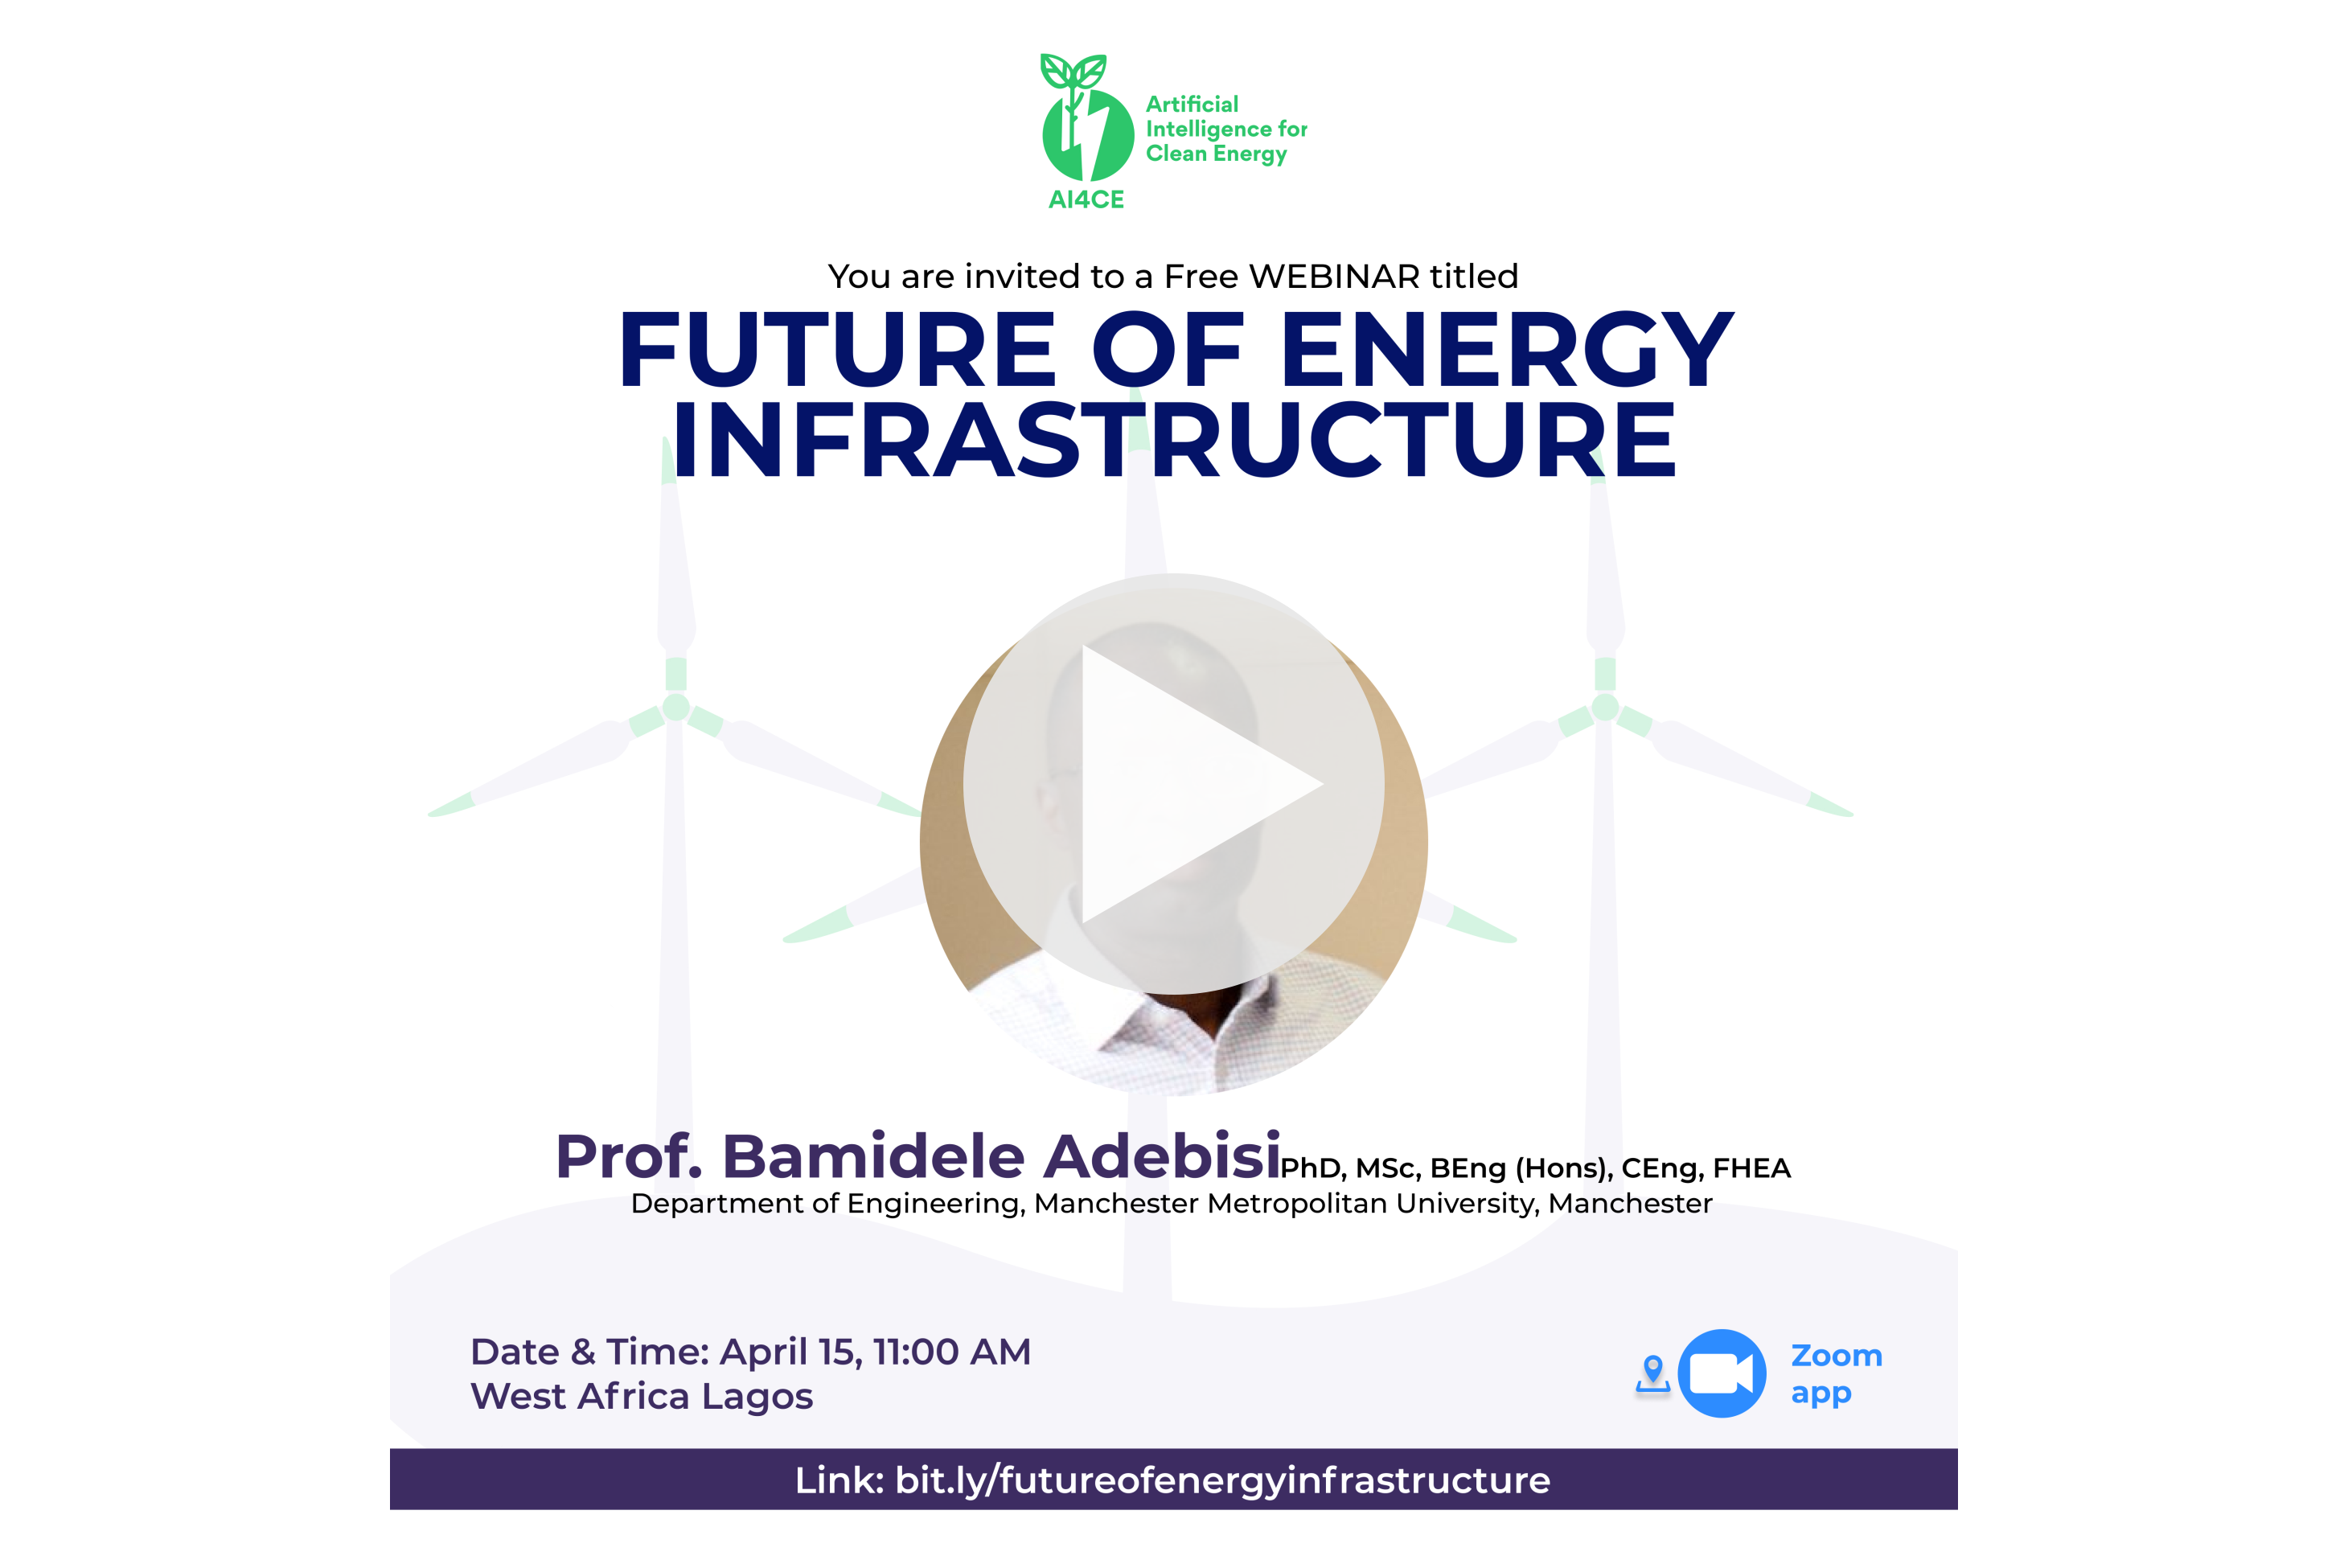 Artificial
Intelligence for
Clean Energy
AI4CE
You are invited to a Free WEBINAR titled
FUTURE OF ENERGY
INFRASTRUCTURE
Prof. Bamidele Adebisi PhD, MSc, BEng (Hons), CEng, FHEA
Department of Engineering, Manchester Metropolitan University, Manchester
Date & Time: April 15, 11:00 AM
West Africa Lagos
Zoom
app
Link: bit.ly/futureofenergyinfrastructure